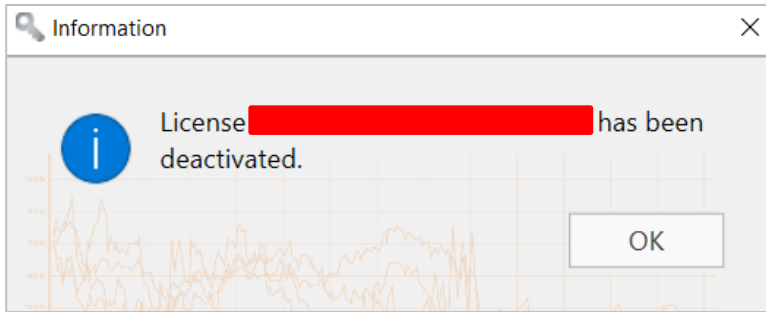 Information
License has been
deactivated.
OK